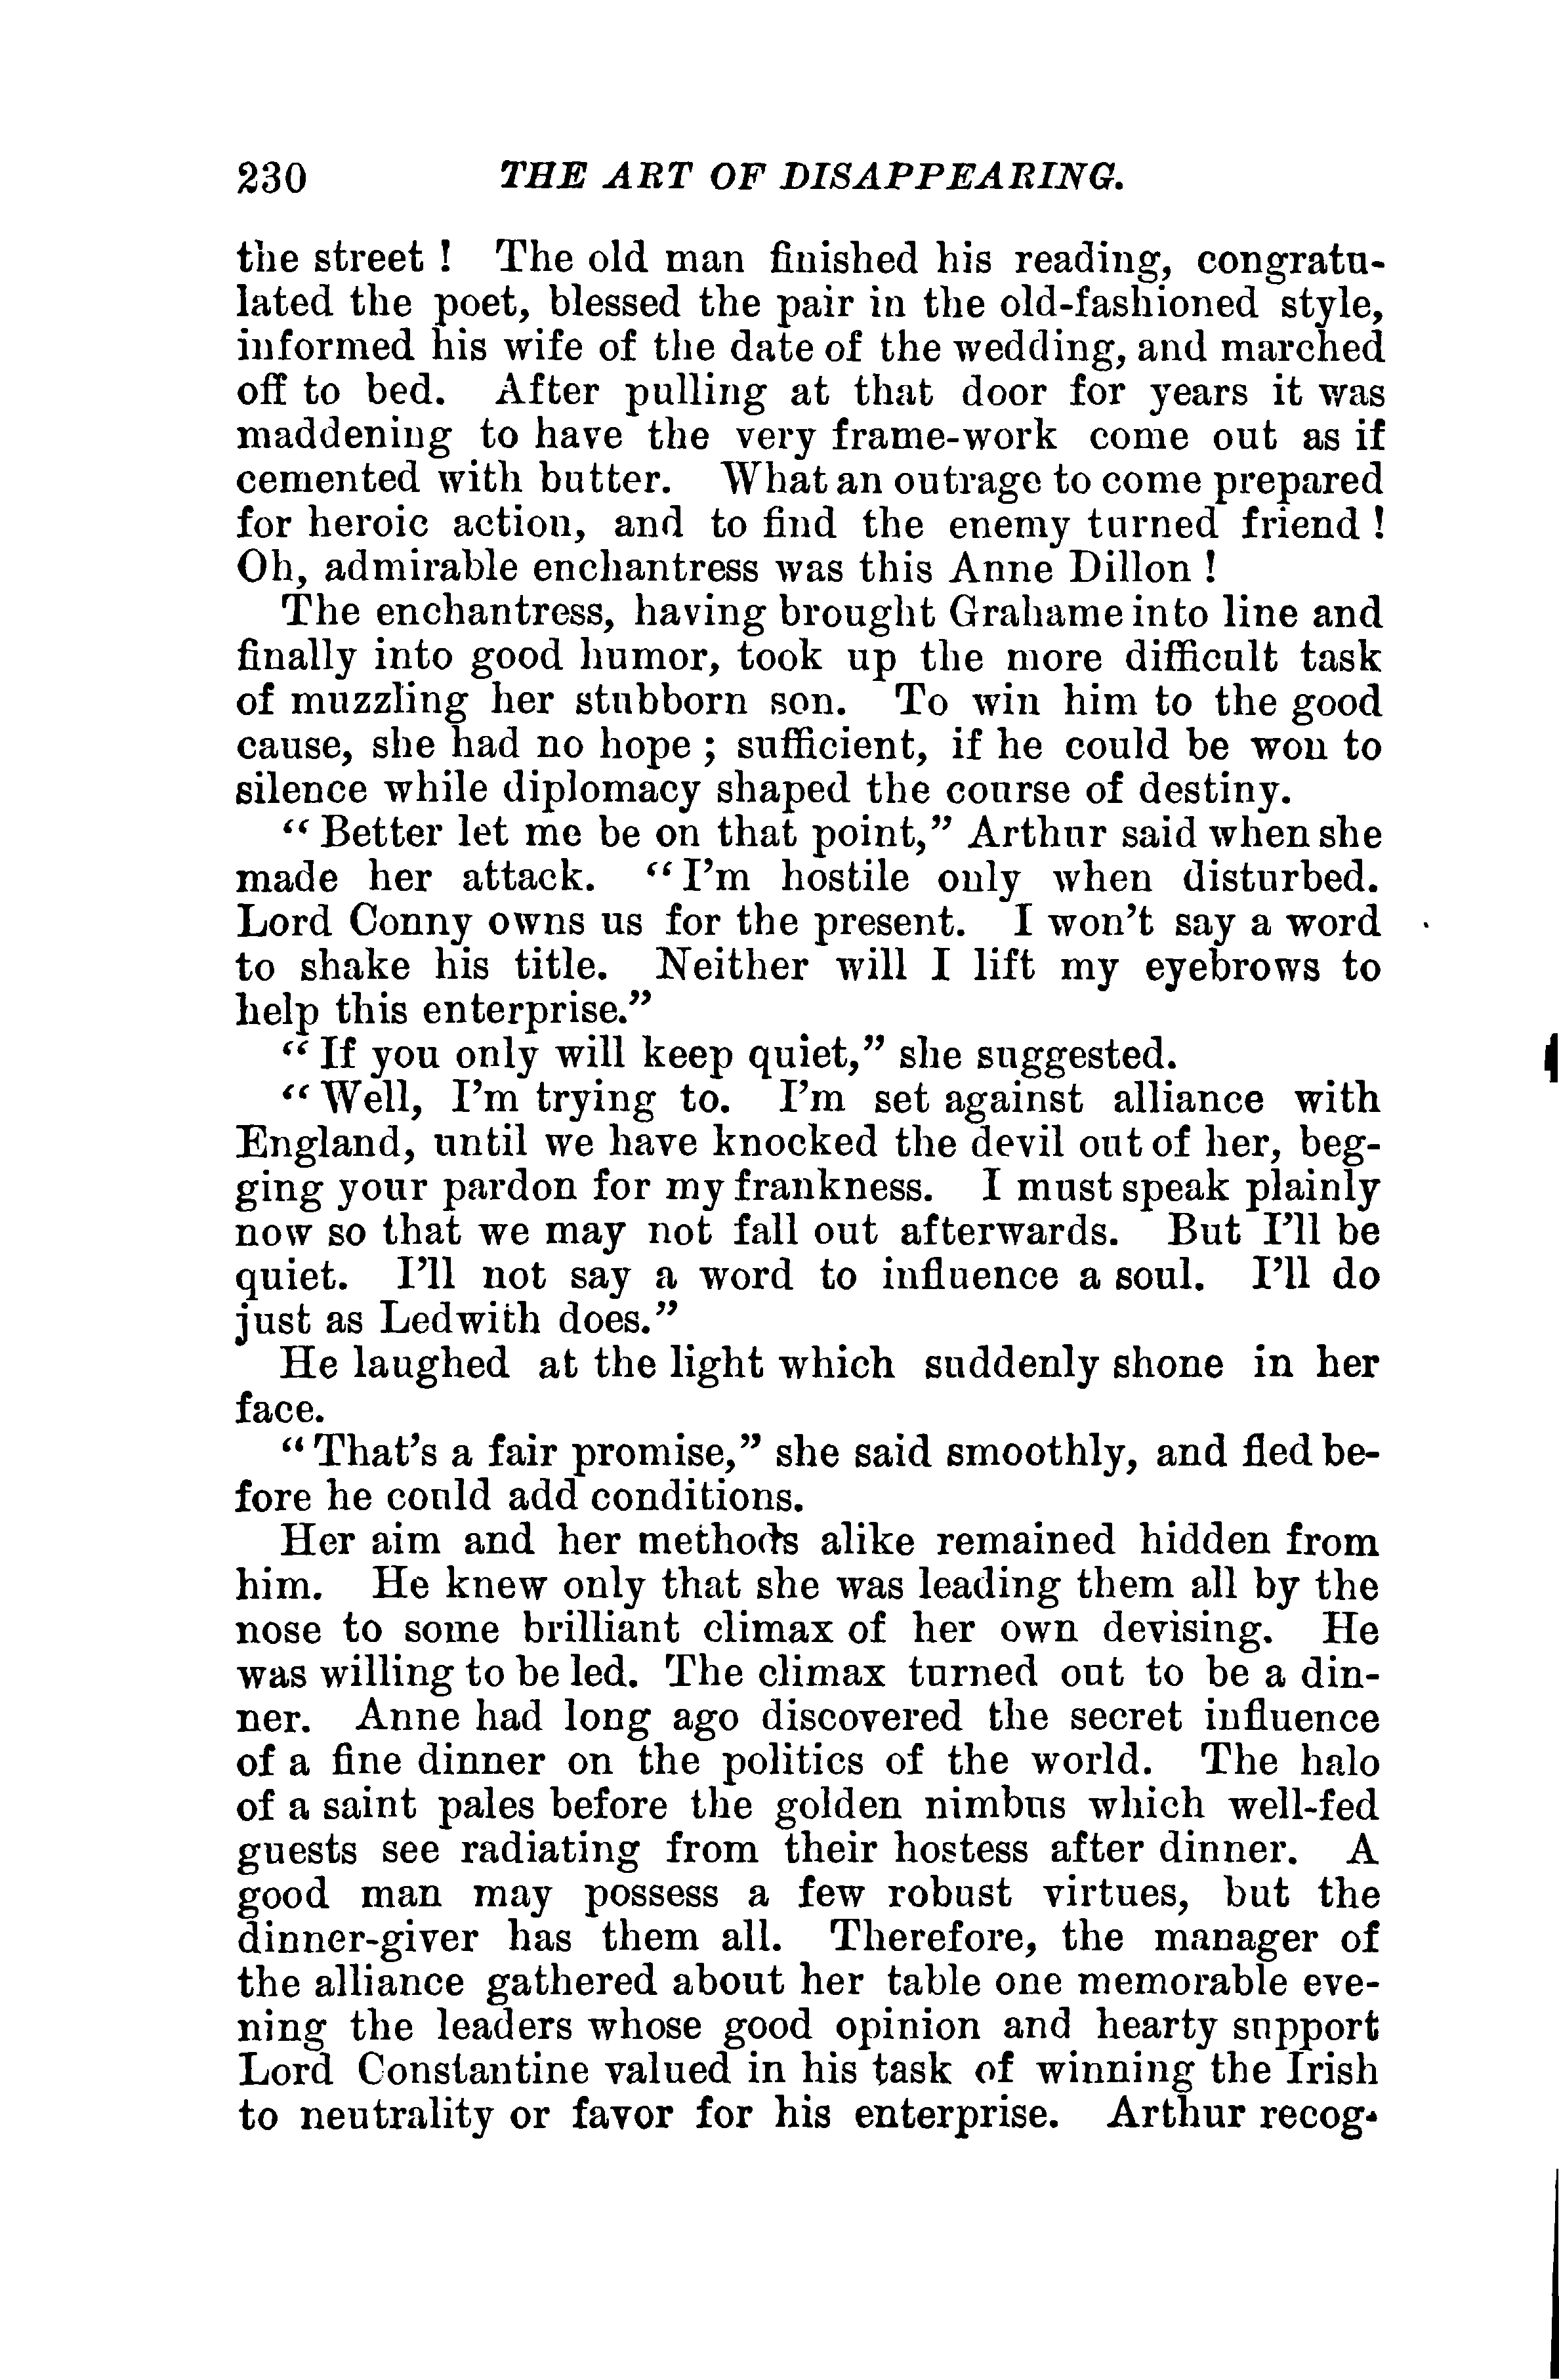 230 THE ART OF DISAPPEARING.
the street ! The old man finished his reading, congratu-
lated the poet, blessed the pair in the old-fashioned style,
informed his wife of the date of the wedding, and marched
off to bed. After pulling at that door for years it was
maddening to have the very frame-work come out as if
cemented with butter. What an outrage to come prepared
for heroic action, and to find the enemy turned friend !
Oh, admirable enchantress was this Anne Dillon !
The enchantress, having brought Grahame into line and
finally into good humor, took up the more difficult task
of muzzling her stubborn son. To win him to the good
cause, she had no hope ; sufficient, if he could be won to
silence while diplomacy shaped the course of destiny.
“ Better let me be on that point,” Arthur said when she
made her attack. “ I’m hostile only when disturbed.
Lord Conny owns us for the present. I won’t say a word
to shake his title. Neither will I lift my eyebrows to
help this enterprise.”
“ If you only will keep quiet,” she suggested.
“ Well, I’m trying to. I’m set against alliance with
England, until we have knocked the devil out of her, beg-
ging your pardon for my frankness. I must speak plainly
now so that we may not fall out afterwards. But I’ll be
quiet. I’ll not say a word to influence a soul. I’ll do
just as Ledwith does.”
He laughed at the light which suddenly shone in her
face.
“ That’s a fair promise,” she said smoothly, and fled be-
fore he could add conditions.
Her aim and her methods alike remained hidden from
him. He knew only that she was leading them all by the
nose to some brilliant climax of her own devising. He
was willing to be led. The climax turned out to be a din-
ner. Anne had long ago discovered the secret influence
of a fine dinner on the politics of the world. The halo
of a saint pales before the golden nimbus which well-fed
guests see radiating from their hostess after dinner. A
good man may possess a few robust virtues, but the
dinner-giver has them all. Therefore, the manager of
the alliance gathered about her table one memorable eve-
ning the leaders whose good opinion and hearty support
Lord Constantine valued in his task of winning the Irish
to neutrality or favor for his enterprise. Arthur recog-